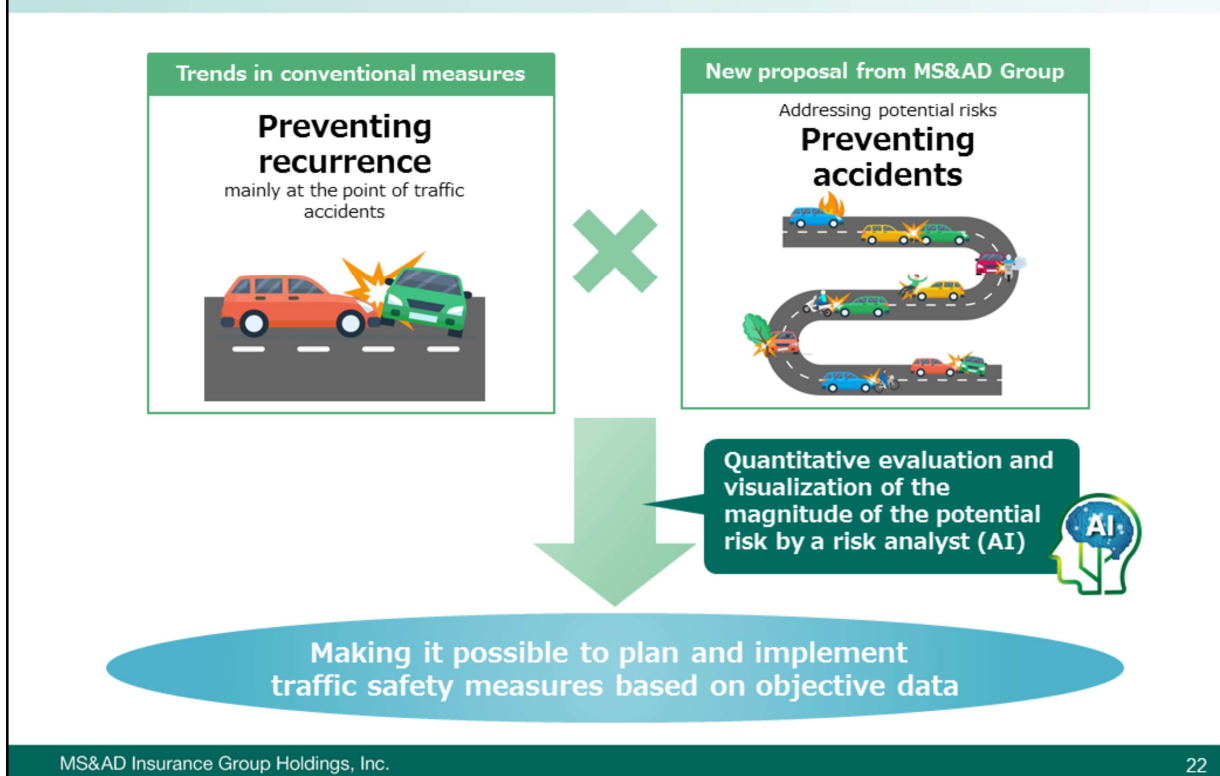 Trends in conventional measures
Preventing
recurrence
mainly at the point of traffic
accidents
New proposal from MS&AD Group
Addressing potential risks
Preventing
accidents
Quantitative evaluation and
visualization of the
magnitude of the potential
risk by a risk analyst (AI)
AI
Making it possible to plan and implement
traffic safety measures based on objective data
MS&AD Insurance Group Holdings, Inc.
22